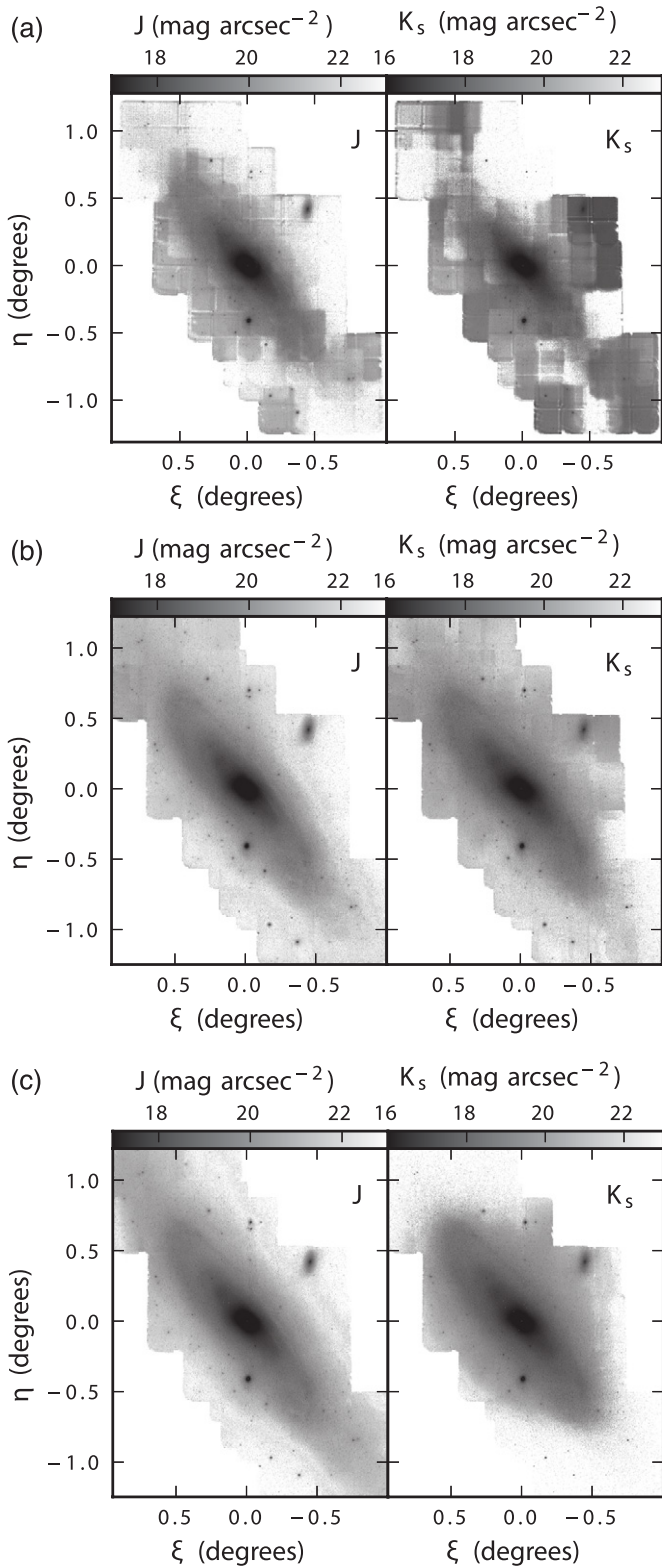 (a)
J (mag arcsec⁻²)
K_s (mag arcsec⁻²)
18 20 22 16 18 20 22
J
K_s
1.0
0.5
0.0
−0.5
−1.0
η (degrees)
0.5 0.0 −0.5 0.5 0.0 −0.5
ξ (degrees) ξ (degrees)
(b)
J (mag arcsec⁻²)
K_s (mag arcsec⁻²)
18 20 22 16 18 20 22
J
K_s
1.0
0.5
0.0
−0.5
−1.0
η (degrees)
0.5 0.0 −0.5 0.5 0.0 −0.5
ξ (degrees) ξ (degrees)
(c)
J (mag arcsec⁻²)
K_s (mag arcsec⁻²)
18 20 22 16 18 20 22
J
K_s
1.0
0.5
0.0
−0.5
−1.0
η (degrees)
0.5 0.0 −0.5 0.5 0.0 −0.5
ξ (degrees) ξ (degrees)